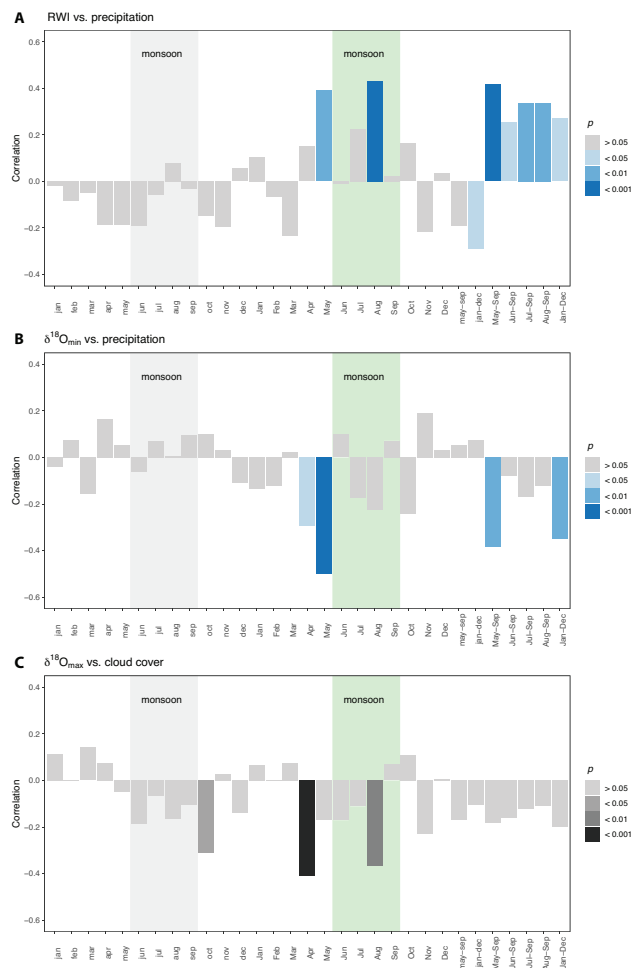 A RWI vs. precipitation
monsoon monsoon
0.4
0.2
0.0
−0.2
−0.4
Correlation
jan feb mar apr may jun jul aug sep oct nov dec Jan Feb Mar Apr May Jun Jul Aug Sep Oct Nov Dec may−sep jan−dec May−Sep Jun−Sep Jul−Sep Aug−Sep Jan−Dec
p
> 0.05
< 0.05
< 0.01
< 0.001
B δ¹⁸Omin vs. precipitation
monsoon monsoon
0.4
0.2
0.0
−0.2
−0.4
−0.6
Correlation
jan feb mar apr may jun jul aug sep oct nov dec Jan Feb Mar Apr May Jun Jul Aug Sep Oct Nov Dec may−sep jan−dec May−Sep Jun−Sep Jul−Sep Aug−Sep Jan−Dec
p
> 0.05
< 0.05
< 0.01
< 0.001
C δ¹⁸Omax vs. cloud cover
monsoon monsoon
0.4
0.2
0.0
−0.2
−0.4
−0.6
Correlation
jan feb mar apr may jun jul aug sep oct nov dec Jan Feb Mar Apr May Jun Jul Aug Sep Oct Nov Dec may−sep jan−dec May−Sep Jun−Sep Jul−Sep Aug−Sep Jan−Dec
p
> 0.05
< 0.05
< 0.01
< 0.001